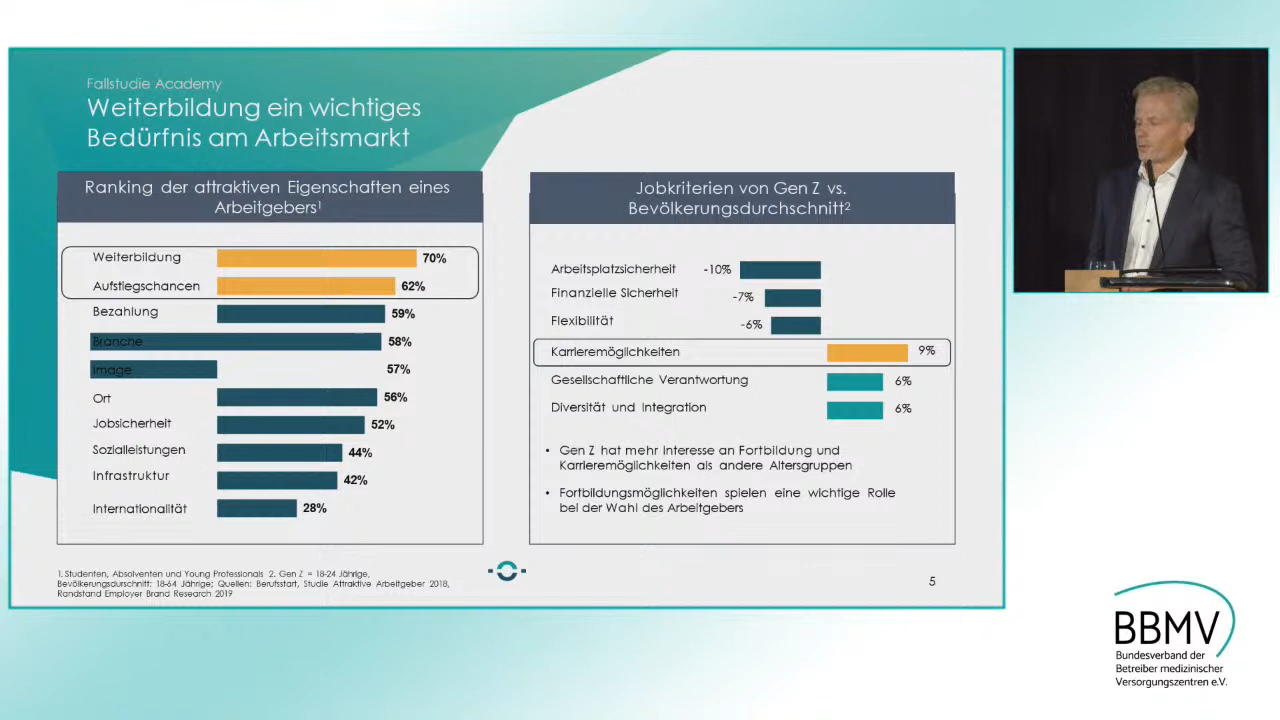 Fallstudie Academy
Weiterbildung ein wichtiges
Bedürfnis am Arbeitsmarkt
Ranking der attraktiven Eigenschaften eines
Arbeitgebers¹
Weiterbildung 70%
Aufstiegschancen 62%
Bezahlung 59%
Branche 58%
Image 57%
Ort 56%
Jobsicherheit 52%
Sozialleistungen 44%
Infrastruktur 42%
Internationalität 28%
Jobkriterien von Gen Z vs.
Bevölkerungsdurchschnitt²
Arbeitsplatzsicherheit -10%
Finanzielle Sicherheit -7%
Flexibilität -6%
Karrieremöglichkeiten 9%
Gesellschaftliche Verantwortung 6%
Diversität und Integration 6%
• Gen Z hat mehr Interesse an Fortbildung und
Karrieremöglichkeiten als andere Altersgruppen
• Fortbildungsmöglichkeiten spielen eine wichtige Rolle
bei der Wahl des Arbeitgebers
1. Studenten, Absolventen und Young Professionals 2. Gen Z = 18-24 Jährige,
Bevölkerungsdurschnitt: 18-64 Jährige; Quellen: Berufsstart, Studie Attraktive Arbeitgeber 2018,
Randstand Employer Brand Research 2019
5
BBMV
Bundesverband der
Betreiber medizinischer
Versorgungszentren e.V.